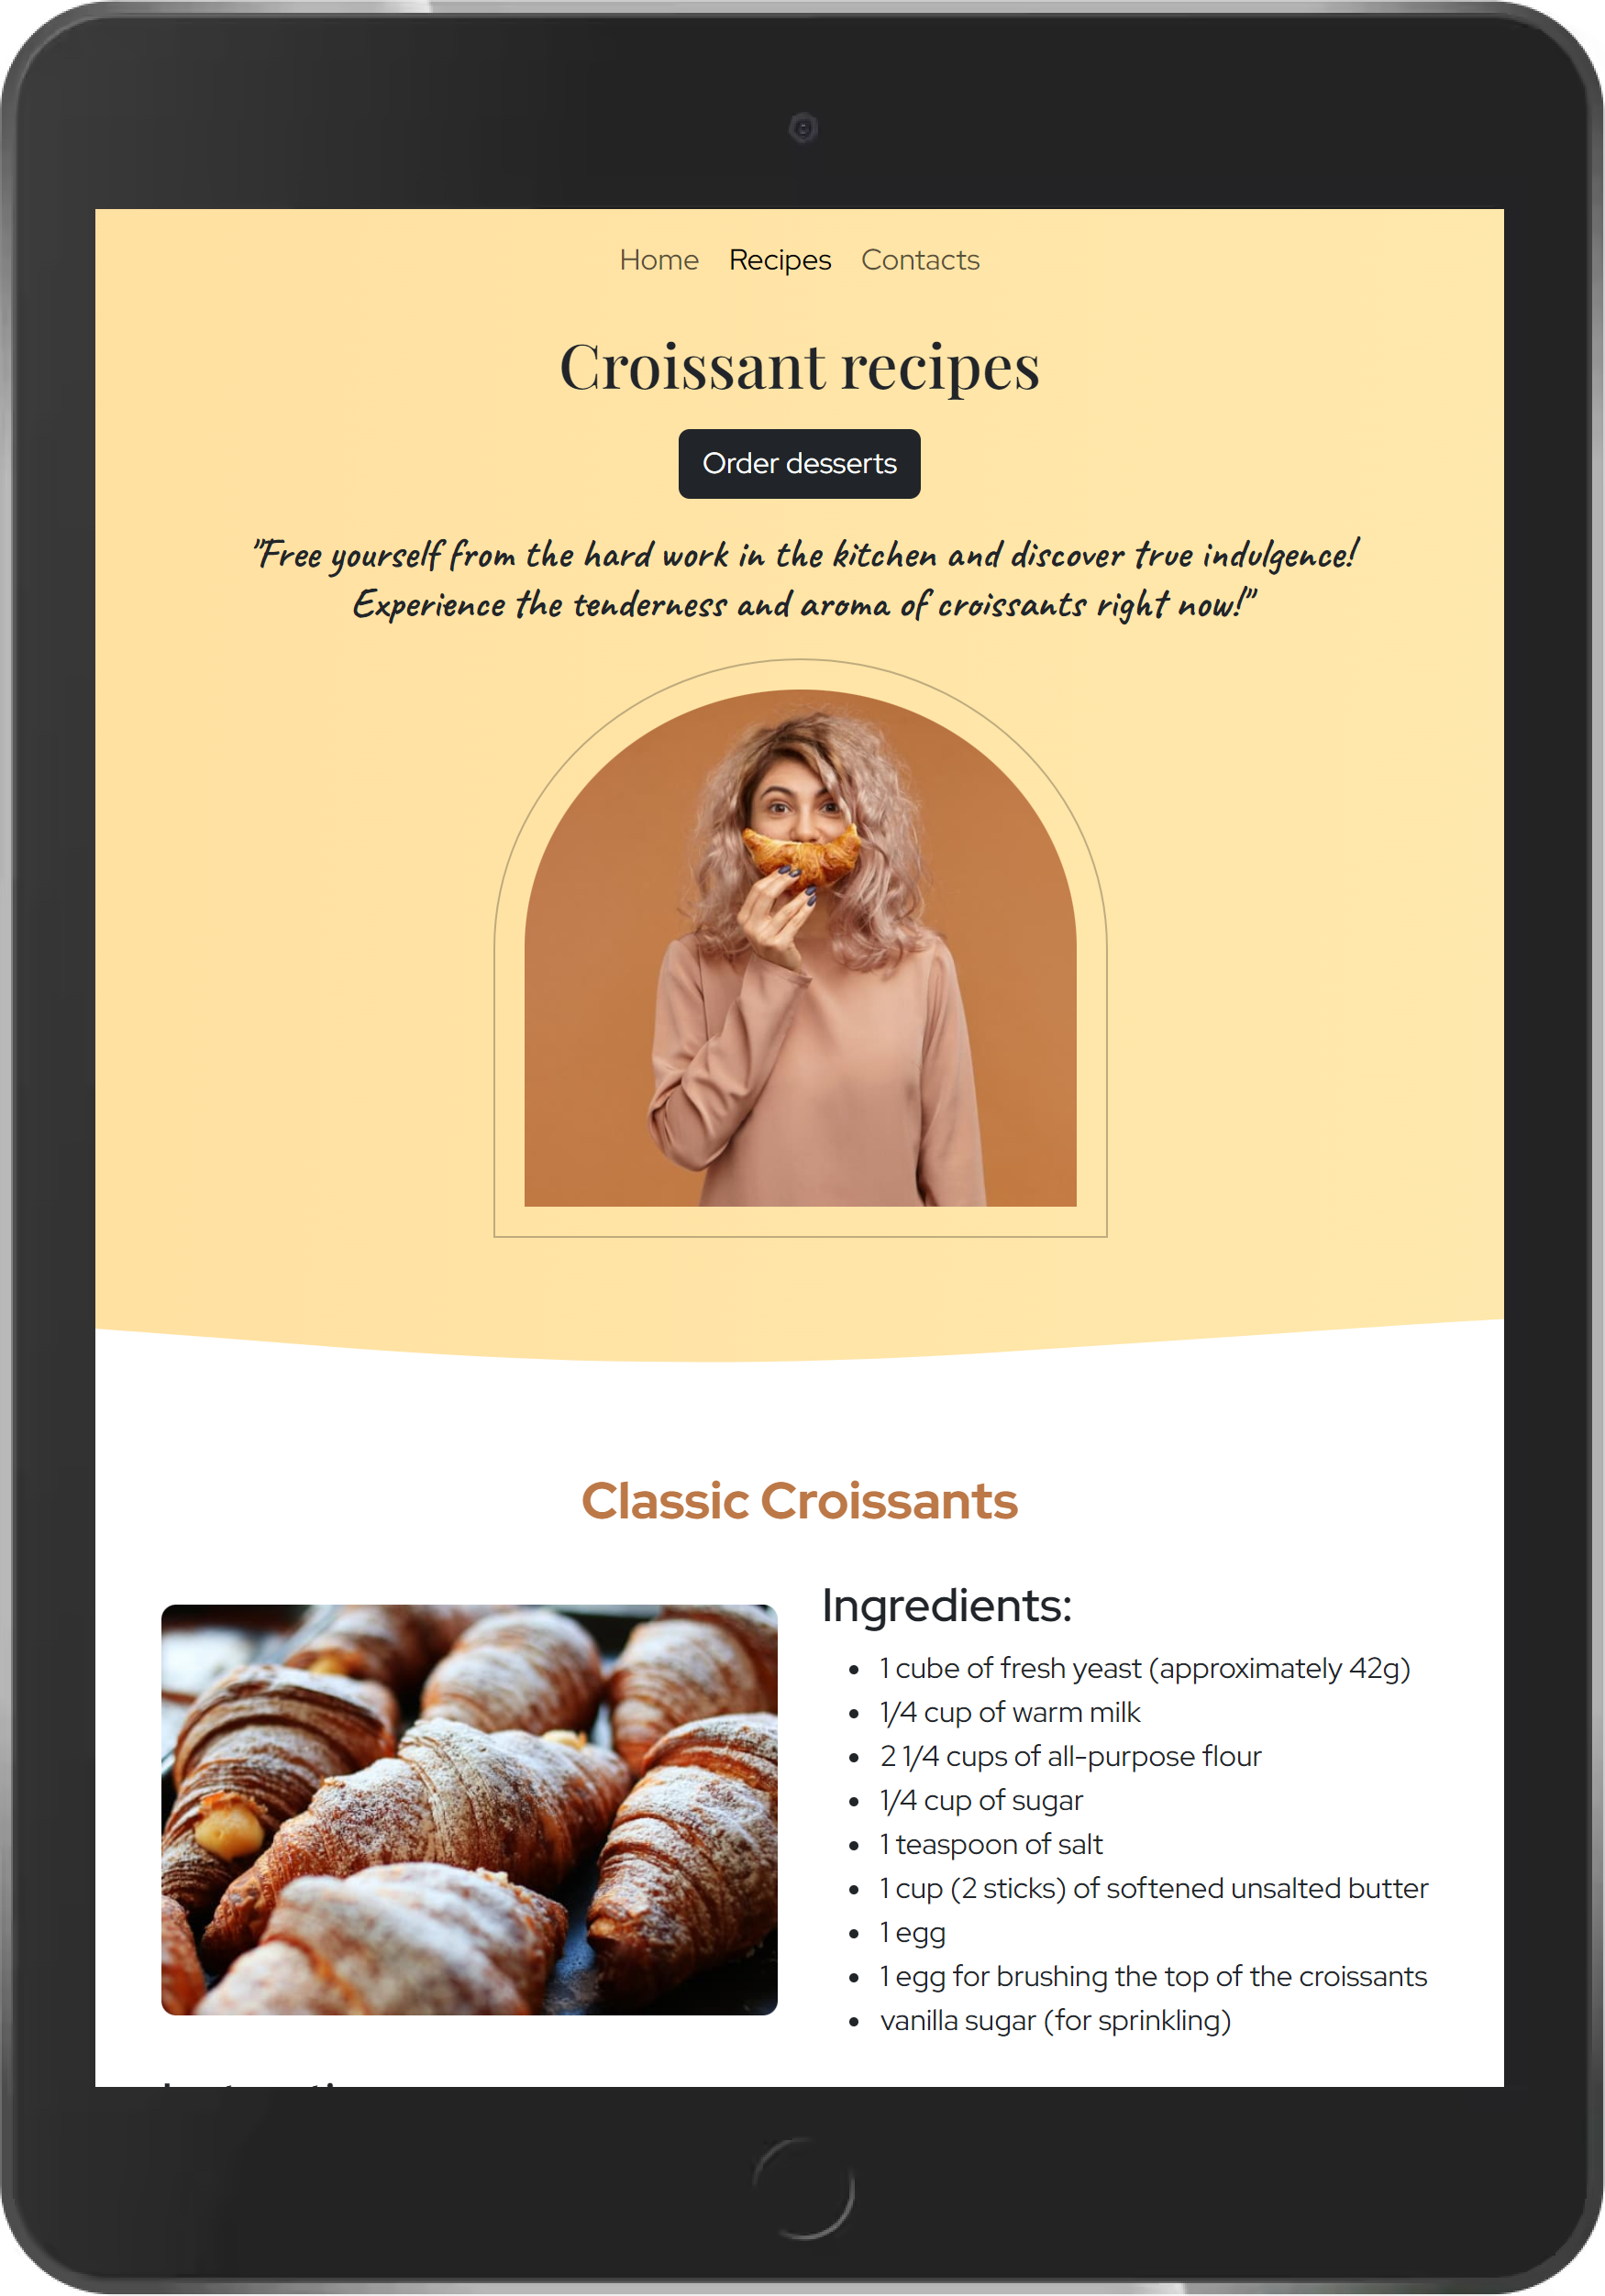 Home Recipes Contacts
Croissant recipes
Order desserts
"Free yourself from the hard work in the kitchen and discover true indulgence!
Experience the tenderness and aroma of croissants right now!"
Classic Croissants
Ingredients:
1 cube of fresh yeast (approximately 42g)
1/4 cup of warm milk
2 1/4 cups of all-purpose flour
1/4 cup of sugar
1 teaspoon of salt
1 cup (2 sticks) of softened unsalted butter
1 egg
1 egg for brushing the top of the croissants
vanilla sugar (for sprinkling)